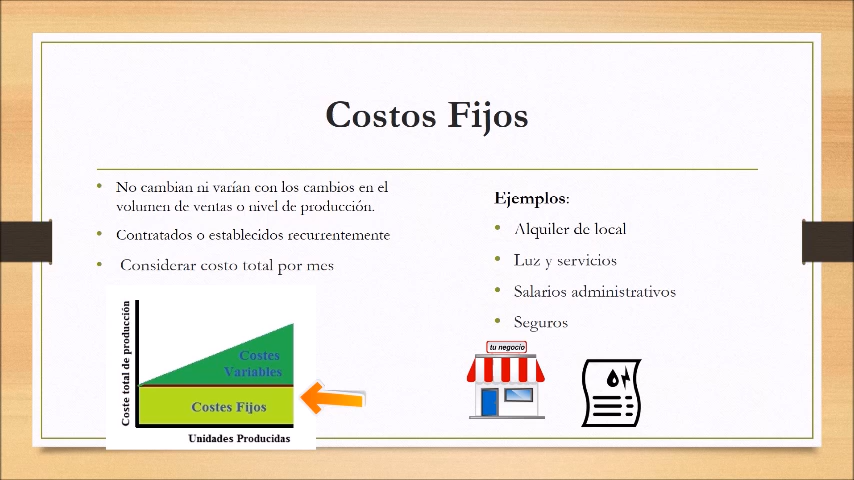 Costos Fijos
No cambian ni varían con los cambios en el
volumen de ventas o nivel de producción.
Contratados o establecidos recurrentemente
Considerar costo total por mes
Ejemplos:
Alquiler de local
Luz y servicios
Salarios administrativos
Seguros
Coste total de producción
Costes
Variables
Costes Fijos
Unidades Producidas
tu negocio